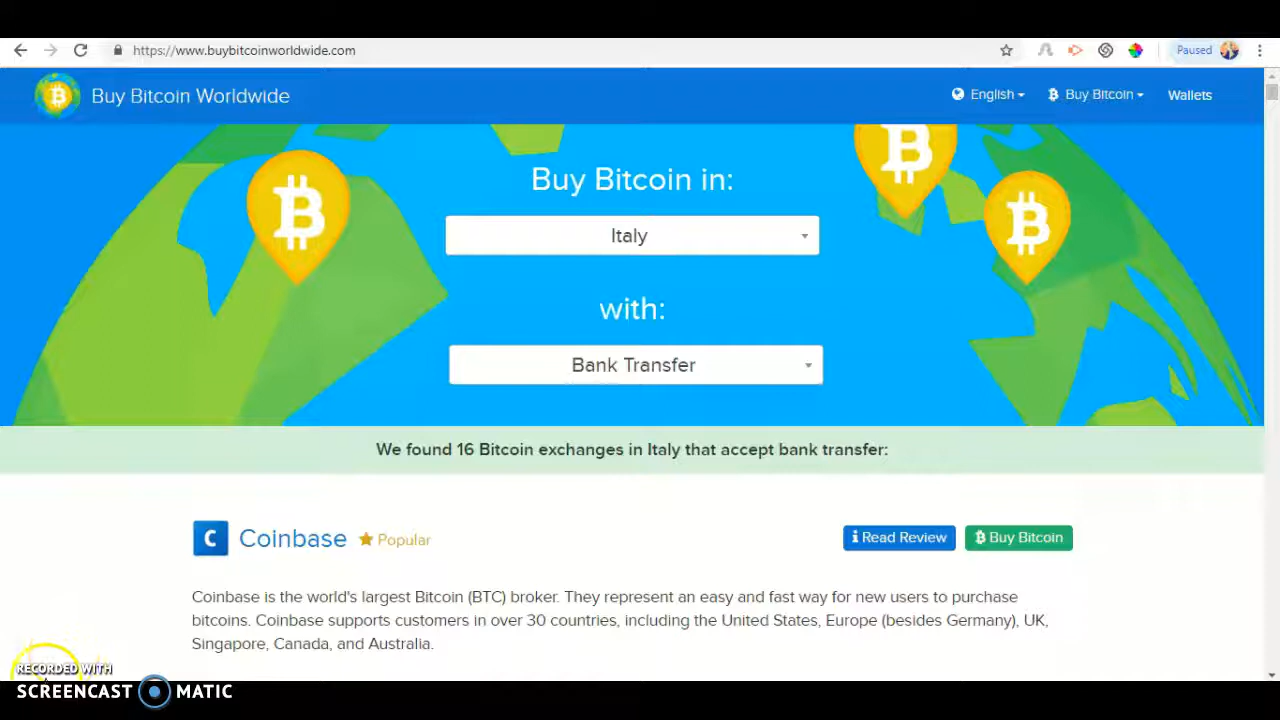 https://www.buybitcoinworldwide.com
Paused
Buy Bitcoin Worldwide
English
Buy Bitcoin
Wallets
Buy Bitcoin in:
Italy
with:
Bank Transfer
We found 16 Bitcoin exchanges in Italy that accept bank transfer:
C
Coinbase
Popular
Read Review
Buy Bitcoin
Coinbase is the world's largest Bitcoin (BTC) broker. They represent an easy and fast way for new users to purchase
bitcoins. Coinbase supports customers in over 30 countries, including the United States, Europe (besides Germany), UK,
Singapore, Canada, and Australia.
RECORDED WITH
SCREENCAST MATIC